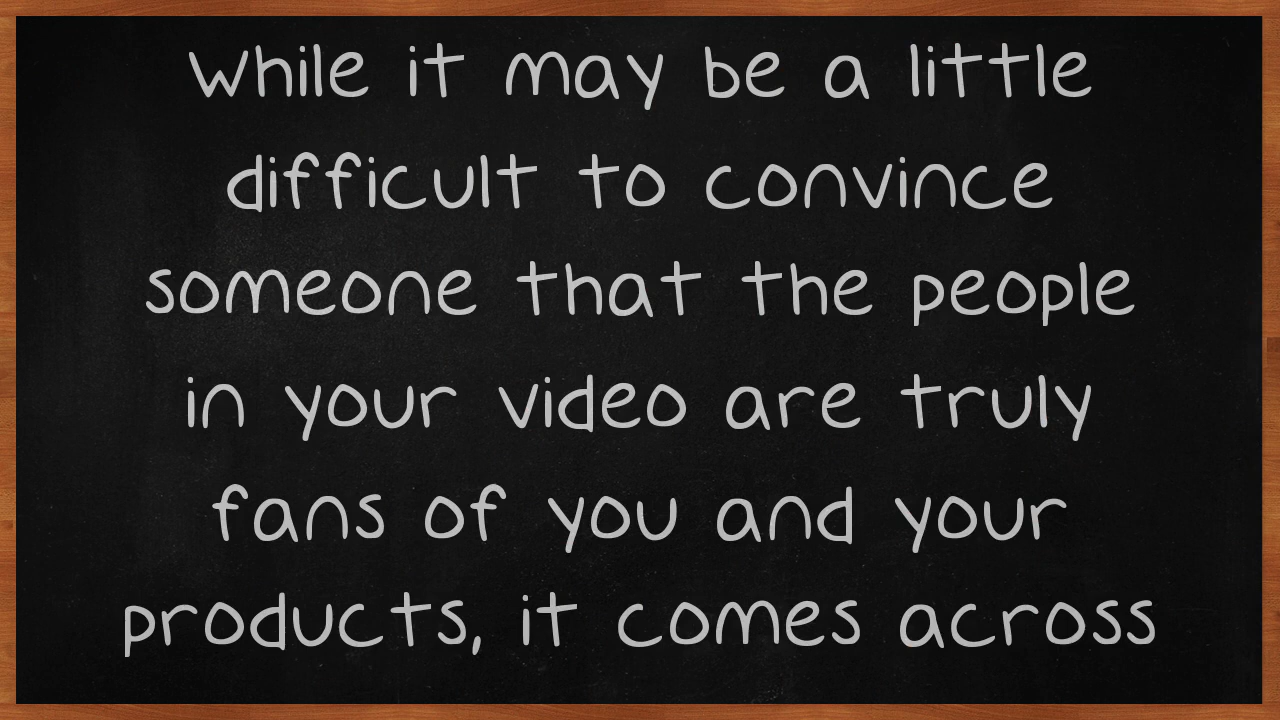 While it may be a little
difficult to convince
someone that the people
in your video are truly
fans of you and your
products, it comes across